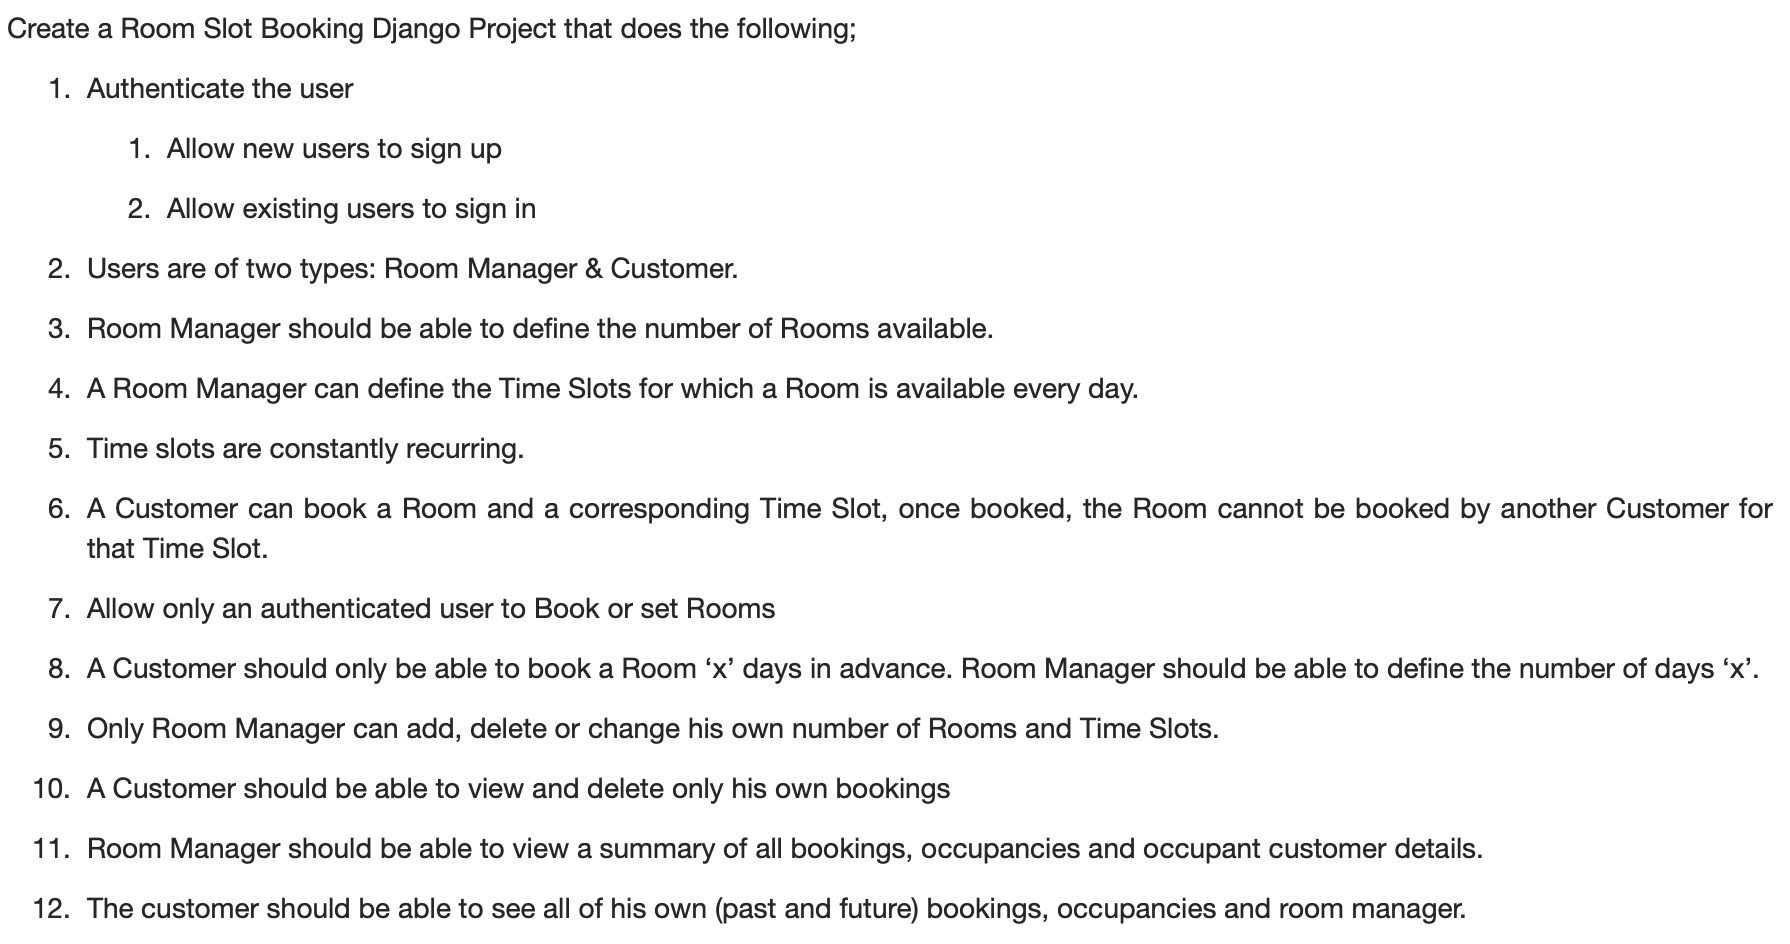 Create a Room Slot Booking Django Project that does the following;
1. Authenticate the user
1. Allow new users to sign up
2. Allow existing users to sign in
2. Users are of two types: Room Manager & Customer.
3. Room Manager should be able to define the number of Rooms available.
4. A Room Manager can define the Time Slots for which a Room is available every day.
5. Time slots are constantly recurring.
6. A Customer can book a Room and a corresponding Time Slot, once booked, the Room cannot be booked by another Customer for
that Time Slot.
7. Allow only an authenticated user to Book or set Rooms
8. A Customer should only be able to book a Room ‘x’ days in advance. Room Manager should be able to define the number of days ‘x’.
9. Only Room Manager can add, delete or change his own number of Rooms and Time Slots.
10. A Customer should be able to view and delete only his own bookings
11. Room Manager should be able to view a summary of all bookings, occupancies and occupant customer details.
12. The customer should be able to see all of his own (past and future) bookings, occupancies and room manager.